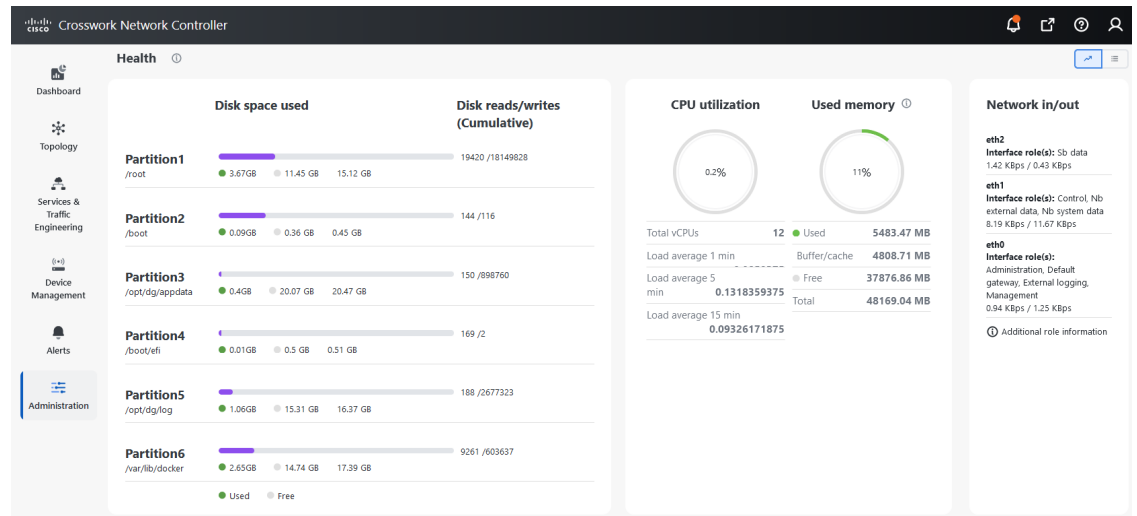 cisco Crosswork Network Controller
Dashboard
Topology
Services &
Traffic
Engineering
Device
Management
Alerts
Administration
Health
Disk space used
Disk reads/writes
(Cumulative)
Partition1
/root
3.67GB 11.45 GB 15.12 GB
19420 /18149828
Partition2
/boot
0.09GB 0.36 GB 0.45 GB
144 /116
Partition3
/opt/dg/appdata
0.4GB 20.07 GB 20.47 GB
150 /898760
Partition4
/boot/efi
0.01GB 0.5 GB 0.51 GB
169 /2
Partition5
/opt/dg/log
1.06GB 15.31 GB 16.37 GB
188 /2677323
Partition6
/var/lib/docker
2.65GB 14.74 GB 17.39 GB
9261 /603637
Used Free
CPU utilization
0.2%
Total vCPUs 12
Load average 1 min
Load average 5
min 0.1318359375
Load average 15 min
0.09326171875
Used memory
11%
Used 5483.47 MB
Buffer/cache 4808.71 MB
Free 37876.86 MB
Total 48169.04 MB
Network in/out
eth2
Interface role(s): Sb data
1.42 KBps / 0.43 KBps
eth1
Interface role(s): Control, Nb
external data, Nb system data
8.19 KBps / 11.67 KBps
eth0
Interface role(s):
Administration, Default
gateway, External logging,
Management
0.94 KBps / 1.25 KBps
Additional role information